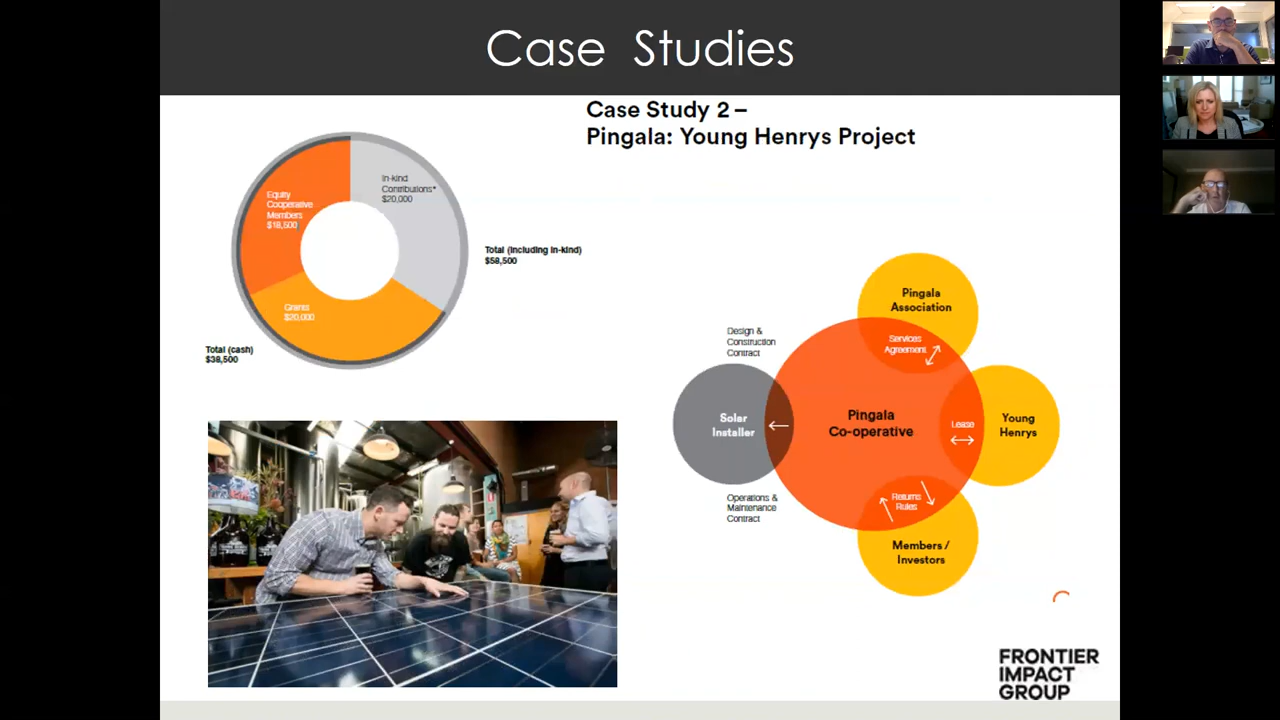 Case Studies
Case Study 2 –
Pingala: Young Henrys Project
In-kind
Contributions*
$20,000
Equity
Cooperative
Members
$18,500
Grants
$20,000
Total (including in-kind)
$58,500
Total (cash)
$38,500
Pingala
Association
Services
Agreement
Design &
Construction
Contract
Solar
Installer
Pingala
Co-operative
Lease
Young
Henrys
Operations &
Maintenance
Contract
Returns
Rules
Members /
Investors
FRONTIER
IMPACT
GROUP